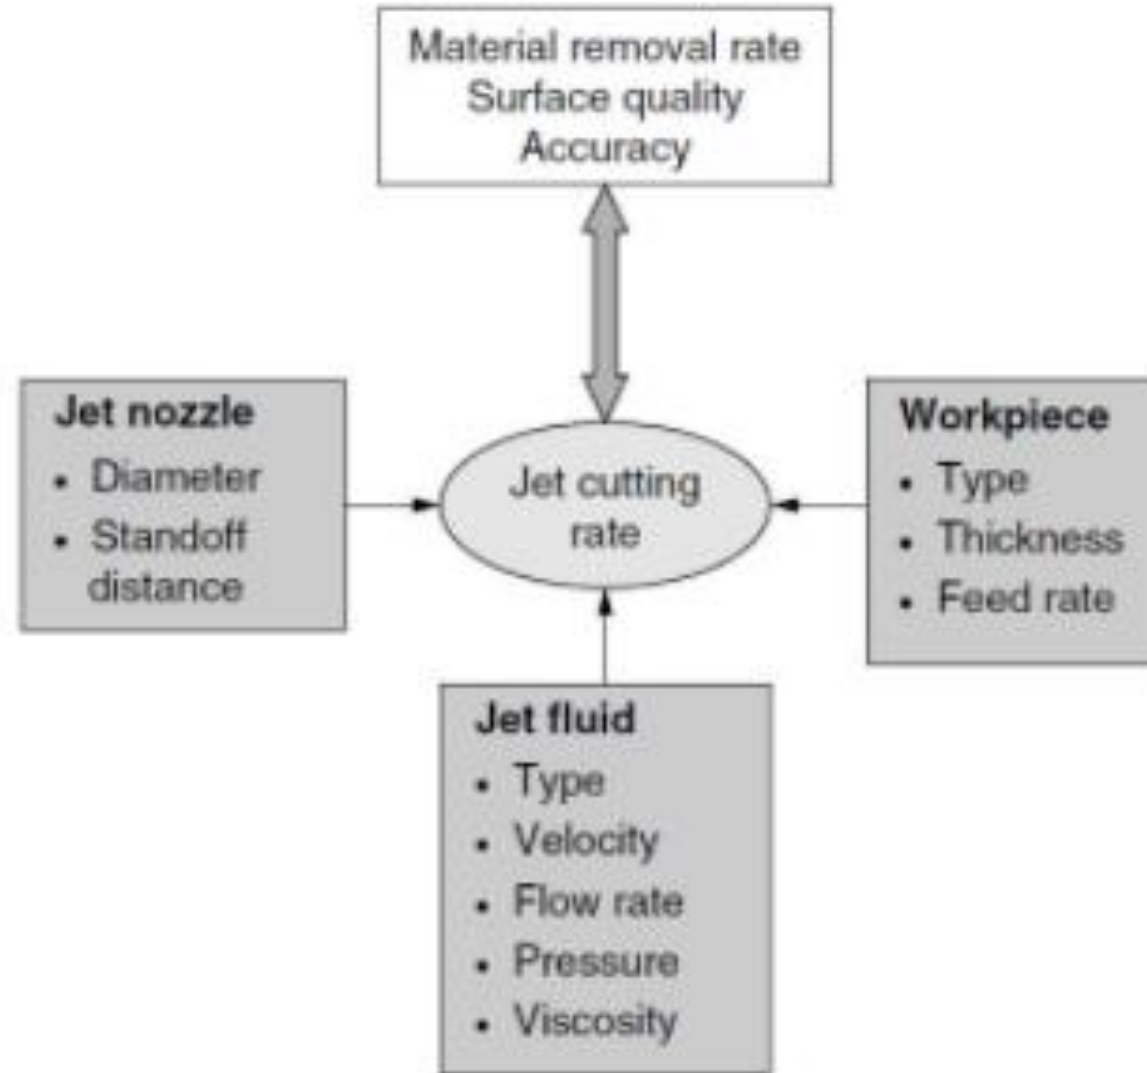 Material removal rate
Surface quality
Accuracy
Jet nozzle
• Diameter
• Standoff
distance
Jet cutting
rate
Workpiece
• Type
• Thickness
• Feed rate
Jet fluid
• Type
• Velocity
• Flow rate
• Pressure
• Viscosity